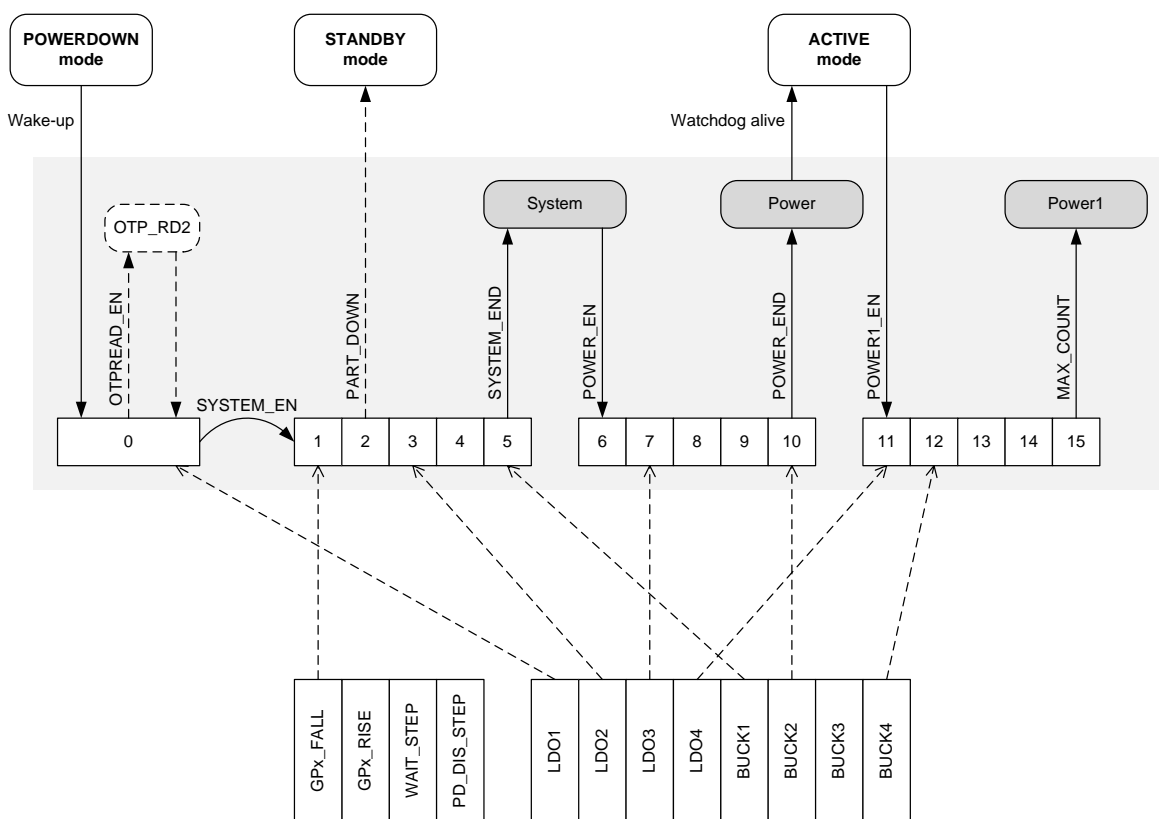 POWERDOWN
mode
STANDBY
mode
ACTIVE
mode
Wake-up
Watchdog alive
System
Power
Power1
OTP_RD2
OTPREAD_EN
SYSTEM_EN
PART_DOWN
SYSTEM_END
POWER_EN
POWER_END
POWER1_EN
MAX_COUNT
0
1 2 3 4 5
6 7 8 9 10
11 12 13 14 15
GPx_FALL
GPx_RISE
WAIT_STEP
PD_DIS_STEP
LDO1
LDO2
LDO3
LDO4
BUCK1
BUCK2
BUCK3
BUCK4